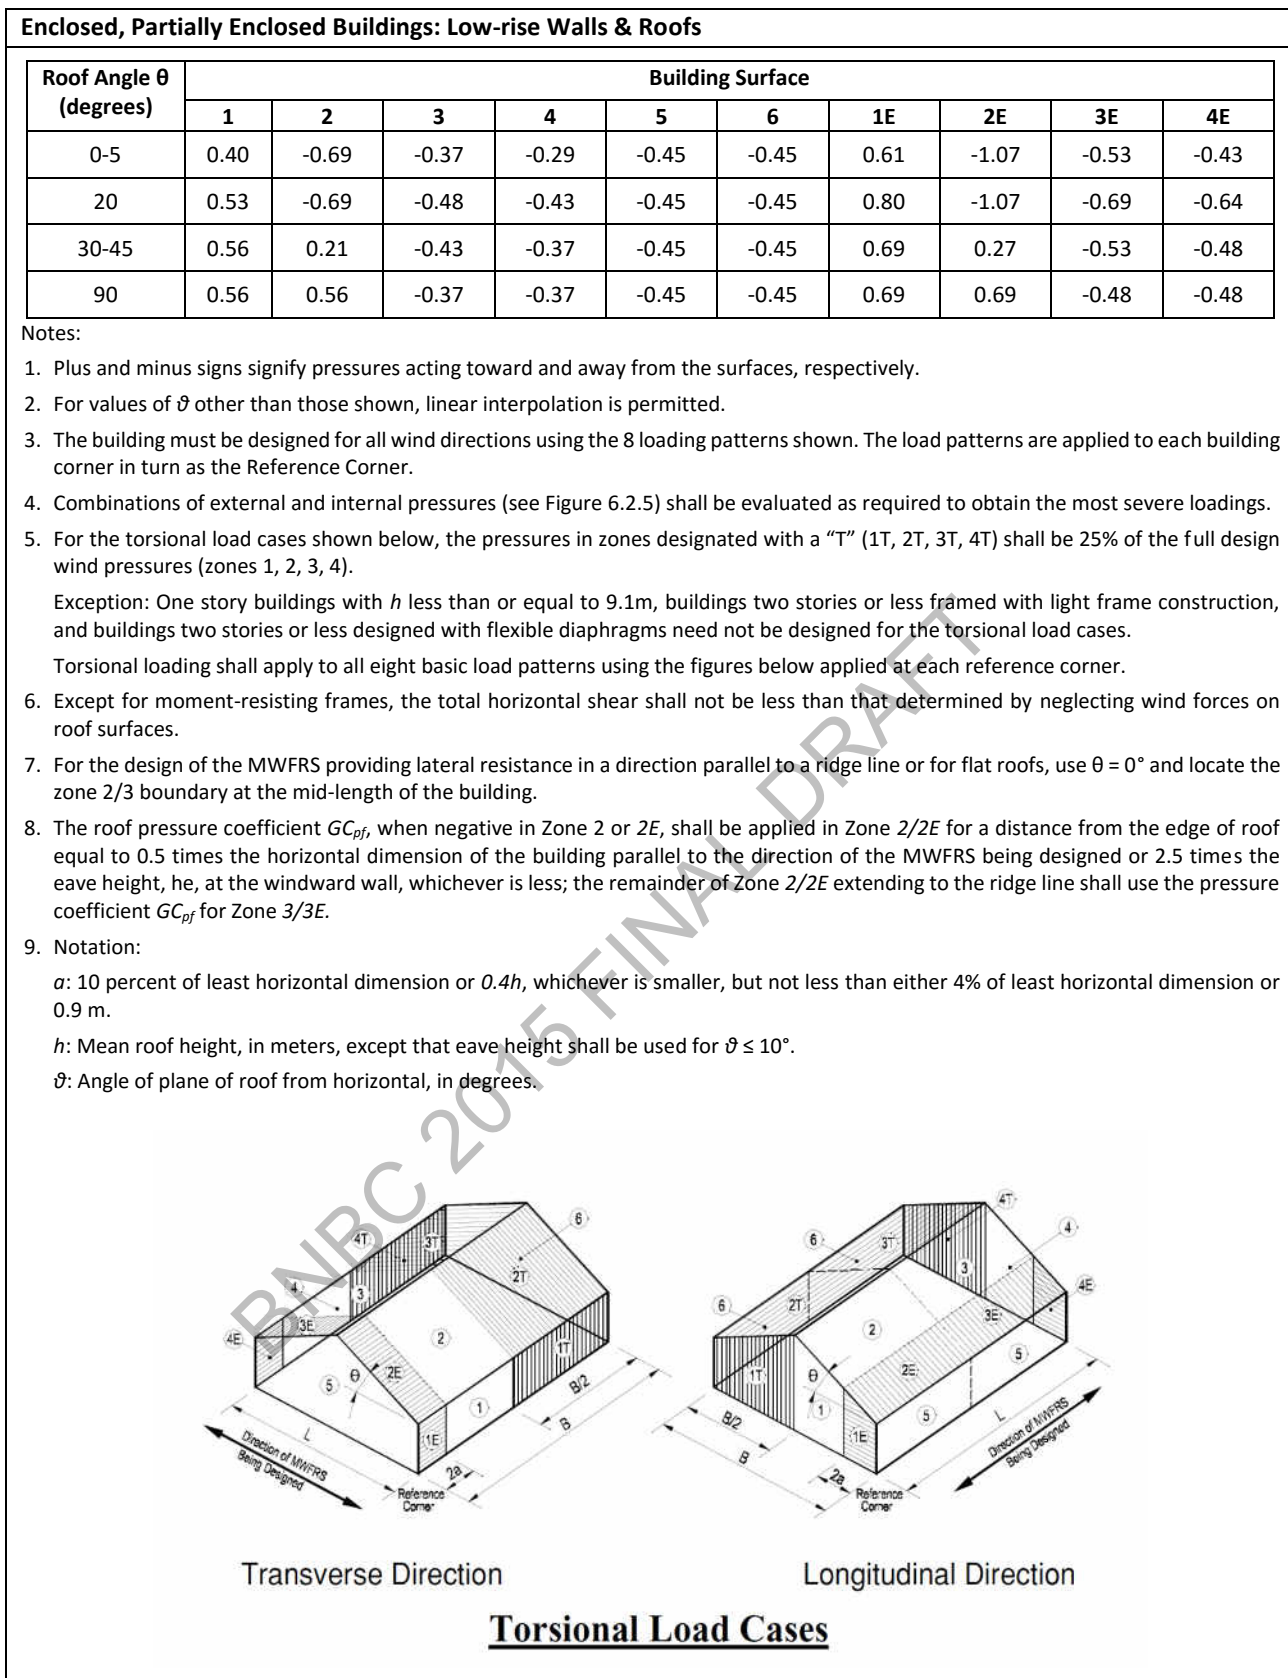 Enclosed, Partially Enclosed Buildings: Low-rise Walls & Roofs
Roof Angle θ (degrees) Building Surface
1 2 3 4 5 6 1E 2E 3E 4E
0-5 0.40 -0.69 -0.37 -0.29 -0.45 -0.45 0.61 -1.07 -0.53 -0.43
20 0.53 -0.69 -0.48 -0.43 -0.45 -0.45 0.80 -1.07 -0.69 -0.64
30-45 0.56 0.21 -0.43 -0.37 -0.45 -0.45 0.69 0.27 -0.53 -0.48
90 0.56 0.56 -0.37 -0.37 -0.45 -0.45 0.69 0.69 -0.48 -0.48
Notes:
1. Plus and minus signs signify pressures acting toward and away from the surfaces, respectively.
2. For values of ϑ other than those shown, linear interpolation is permitted.
3. The building must be designed for all wind directions using the 8 loading patterns shown. The load patterns are applied to each building
corner in turn as the Reference Corner.
4. Combinations of external and internal pressures (see Figure 6.2.5) shall be evaluated as required to obtain the most severe loadings.
5. For the torsional load cases shown below, the pressures in zones designated with a “T” (1T, 2T, 3T, 4T) shall be 25% of the full design
wind pressures (zones 1, 2, 3, 4).
Exception: One story buildings with h less than or equal to 9.1m, buildings two stories or less framed with light frame construction,
and buildings two stories or less designed with flexible diaphragms need not be designed for the torsional load cases.
Torsional loading shall apply to all eight basic load patterns using the figures below applied at each reference corner.
6. Except for moment-resisting frames, the total horizontal shear shall not be less than that determined by neglecting wind forces on
roof surfaces.
7. For the design of the MWFRS providing lateral resistance in a direction parallel to a ridge line or for flat roofs, use θ = 0° and locate the
zone 2/3 boundary at the mid-length of the building.
8. The roof pressure coefficient GCpf, when negative in Zone 2 or 2E, shall be applied in Zone 2/2E for a distance from the edge of roof
equal to 0.5 times the horizontal dimension of the building parallel to the direction of the MWFRS being designed or 2.5 times the
eave height, he, at the windward wall, whichever is less; the remainder of Zone 2/2E extending to the ridge line shall use the pressure
coefficient GCpf for Zone 3/3E.
9. Notation:
a: 10 percent of least horizontal dimension or 0.4h, whichever is smaller, but not less than either 4% of least horizontal dimension or
0.9 m.
h: Mean roof height, in meters, except that eave height shall be used for ϑ ≤ 10°.
ϑ: Angle of plane of roof from horizontal, in degrees.
BNBC 2015 FINAL DRAFT
4T 3T 6
4 3 2T
4E 3E 2
5 θ 2E 1T
1 B/2
1E B
L 2a
Direction of MWFRS
Being Designed
Reference
Corner
4T
6 3T 4
3 4E
6 2T 2 3E
1T θ 2E 5
1 5
B/2 1E L
B 2a
Direction of MWFRS
Being Designed
Reference
Corner
Transverse Direction
Longitudinal Direction
Torsional Load Cases